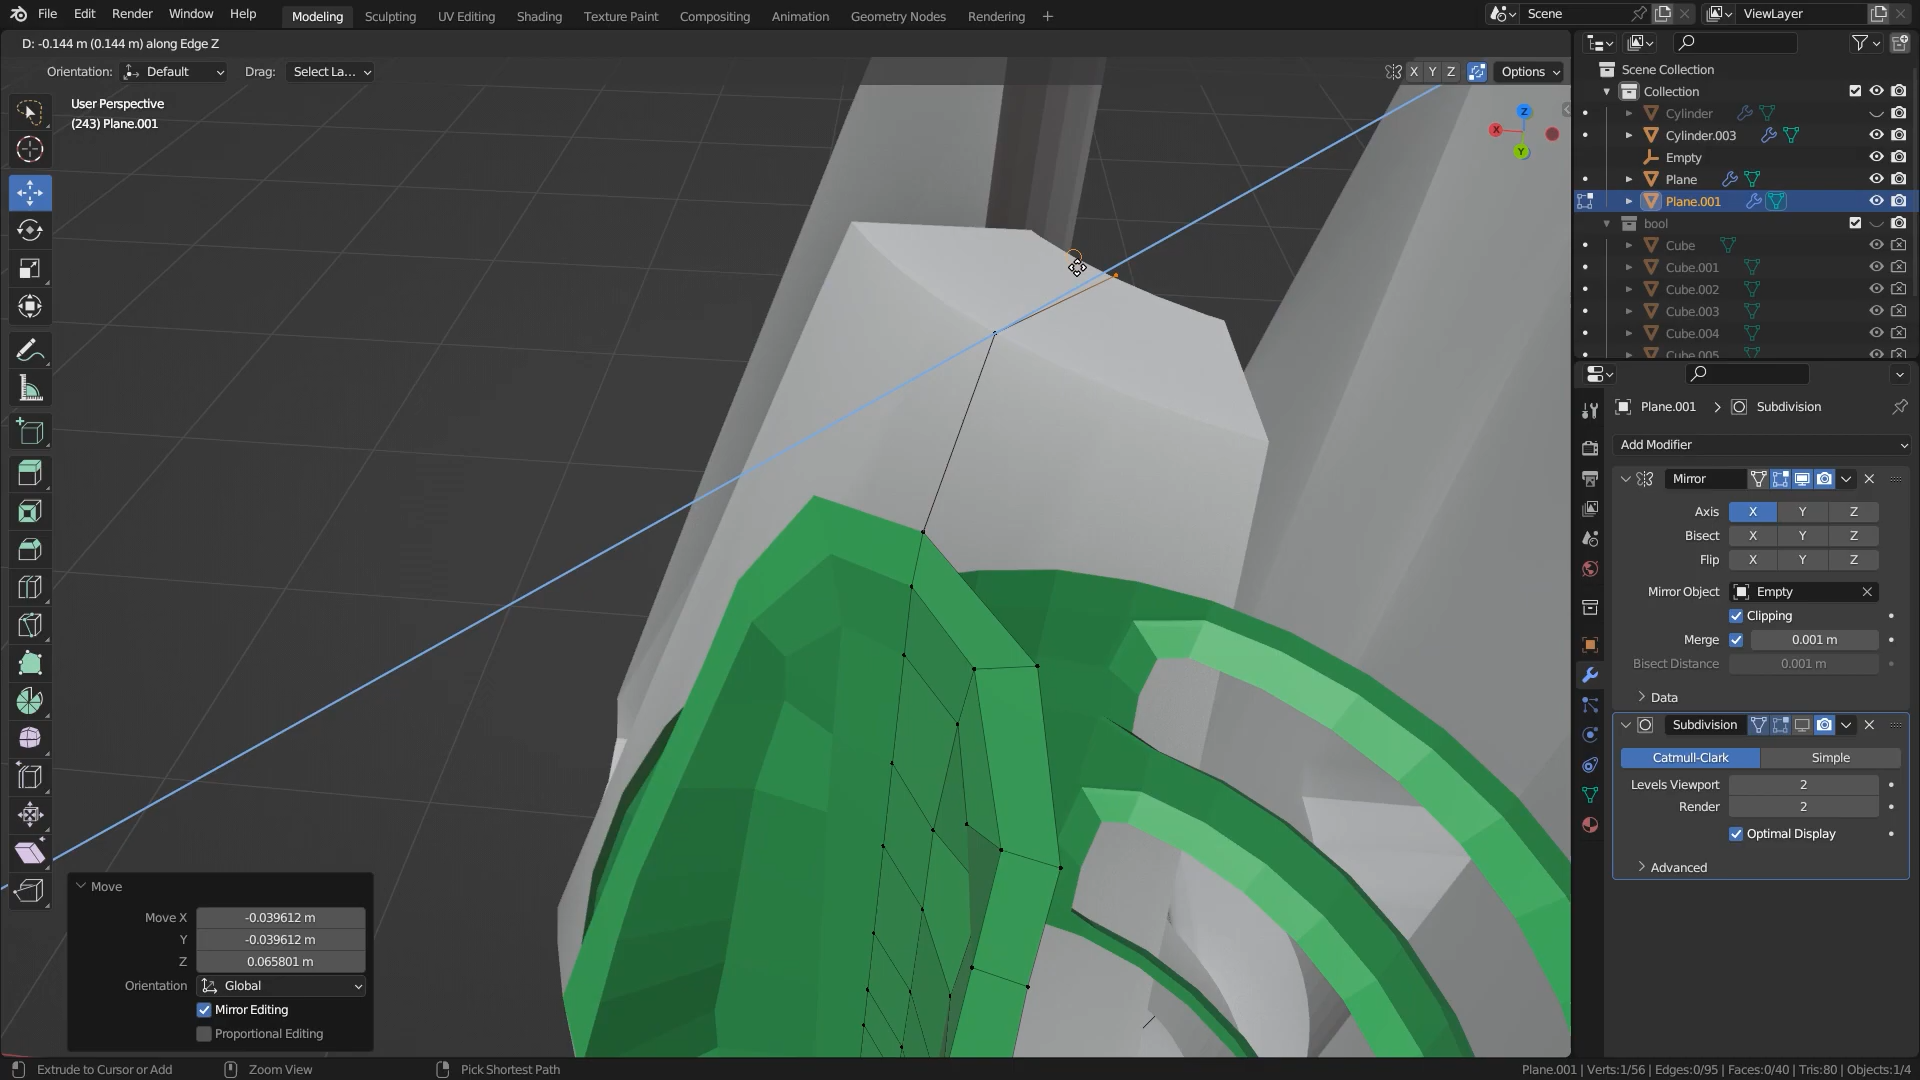 File Edit Render Window Help Modeling Sculpting UV Editing Shading Texture Paint Compositing Animation Geometry Nodes Rendering + Scene ViewLayer
D: -0.144 m (0.144 m) along Edge Z
Orientation: Default Drag: Select La... X Y Z Options
User Perspective
(243) Plane.001
Z
X
Y
Scene Collection
Collection
Cylinder
Cylinder.003
Empty
Plane
Plane.001
bool
Cube
Cube.001
Cube.002
Cube.003
Cube.004
Cube.005
Plane.001 > Subdivision
Add Modifier
Mirror
Axis X Y Z
Bisect X Y Z
Flip X Y Z
Mirror Object Empty
Clipping
Merge 0.001 m
Bisect Distance 0.001 m
Data
Subdivision
Catmull-Clark Simple
Levels Viewport 2
Render 2
Optimal Display
Advanced
Move
Move X -0.039612 m
Y -0.039612 m
Z 0.065801 m
Orientation Global
Mirror Editing
Proportional Editing
Extrude to Cursor or Add Zoom View Pick Shortest Path Plane.001 | Verts:1/56 | Edges:0/95 | Faces:0/40 | Tris:80 | Objects:1/4